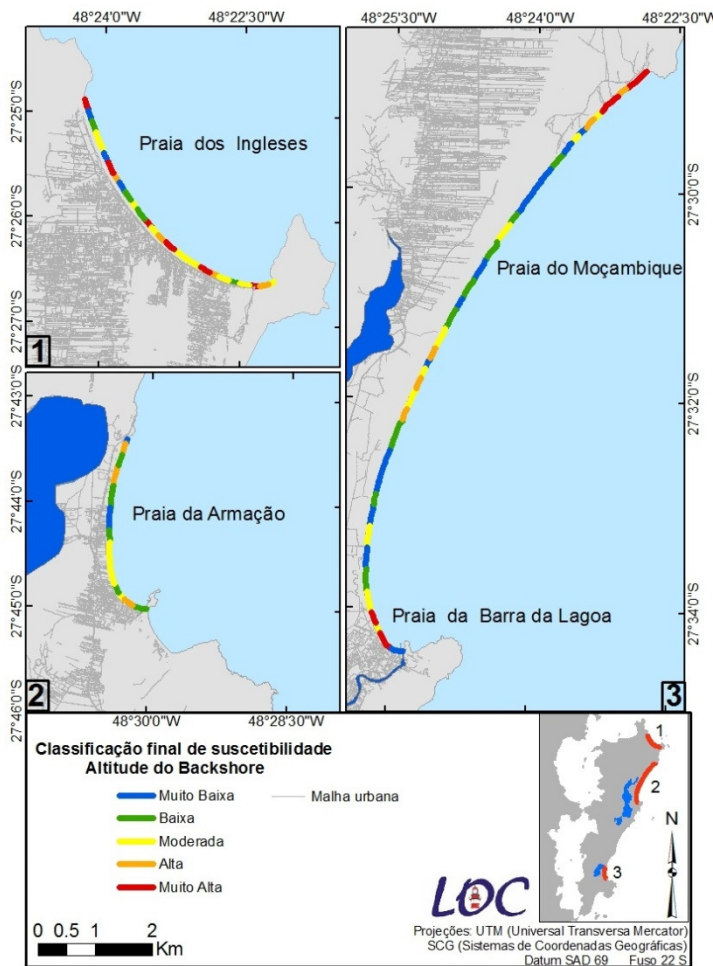 48°24'0"W
48°22'30"W
27°25'0"S
27°26'0"S
27°27'0"S
Praia dos Ingleses
1
27°43'0"S
27°44'0"S
27°45'0"S
27°46'0"S
Praia da Armação
2
48°30'0"W
48°28'30"W
48°25'30"W
48°24'0"W
48°22'30"W
27°30'0"S
27°32'0"S
27°34'0"S
Praia do Moçambique
Praia da Barra da Lagoa
3
Classificação final de suscetibilidade
Altitude do Backshore
Muito Baixa
Malha urbana
Baixa
Moderada
Alta
Muito Alta
0 0.5 1 2
Km
1
2
3
N
LOC
Projeções: UTM (Universal Transversa Mercator)
SCG (Sistemas de Coordenadas Geográficas)
Datum SAD 69 Fuso 22 S